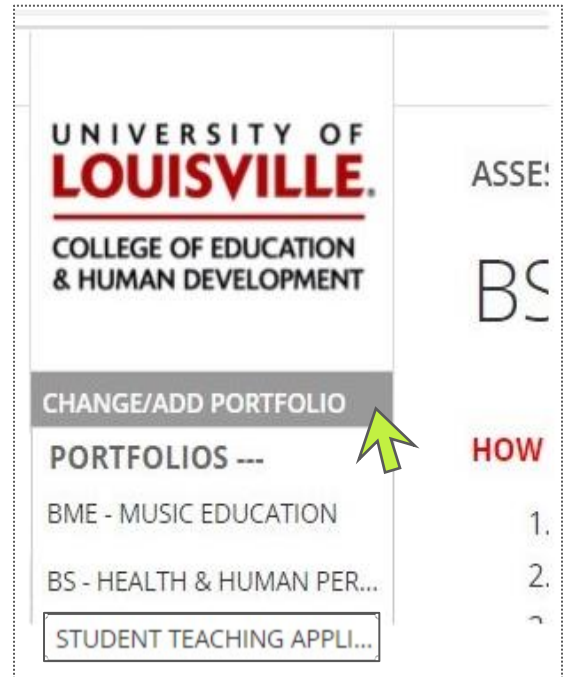 UNIVERSITY OF
LOUISVILLE.
COLLEGE OF EDUCATION
& HUMAN DEVELOPMENT
CHANGE/ADD PORTFOLIO
PORTFOLIOS ---
BME - MUSIC EDUCATION
BS - HEALTH & HUMAN PER...
STUDENT TEACHING APPLI...
BS
HOW
1.
2.